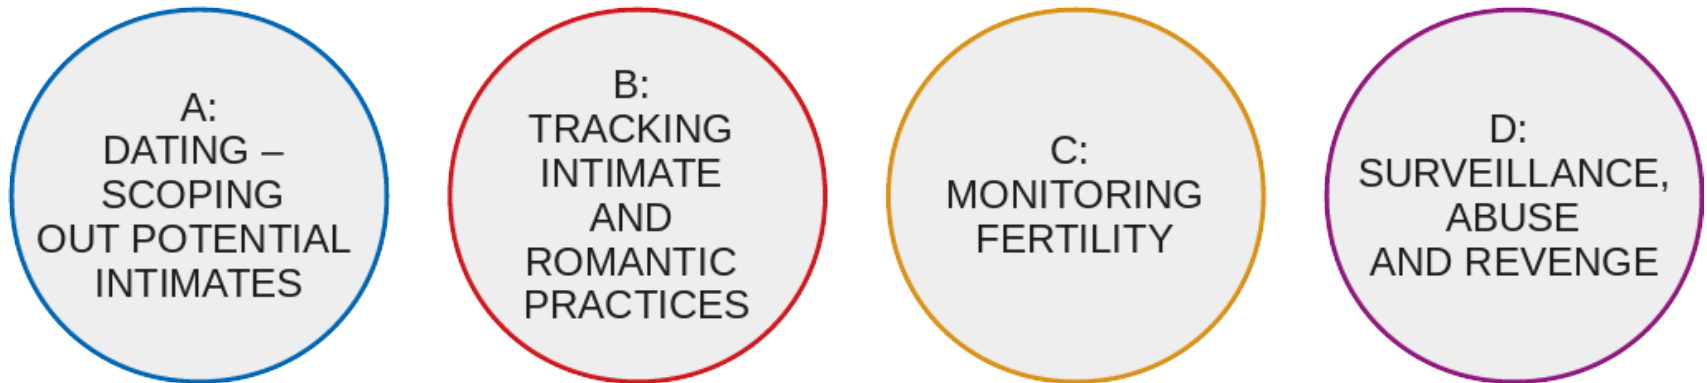 A:
DATING –
SCOPING
OUT POTENTIAL
INTIMATES
B:
TRACKING
INTIMATE
AND
ROMANTIC
PRACTICES
C:
MONITORING
FERTILITY
D:
SURVEILLANCE,
ABUSE
AND REVENGE